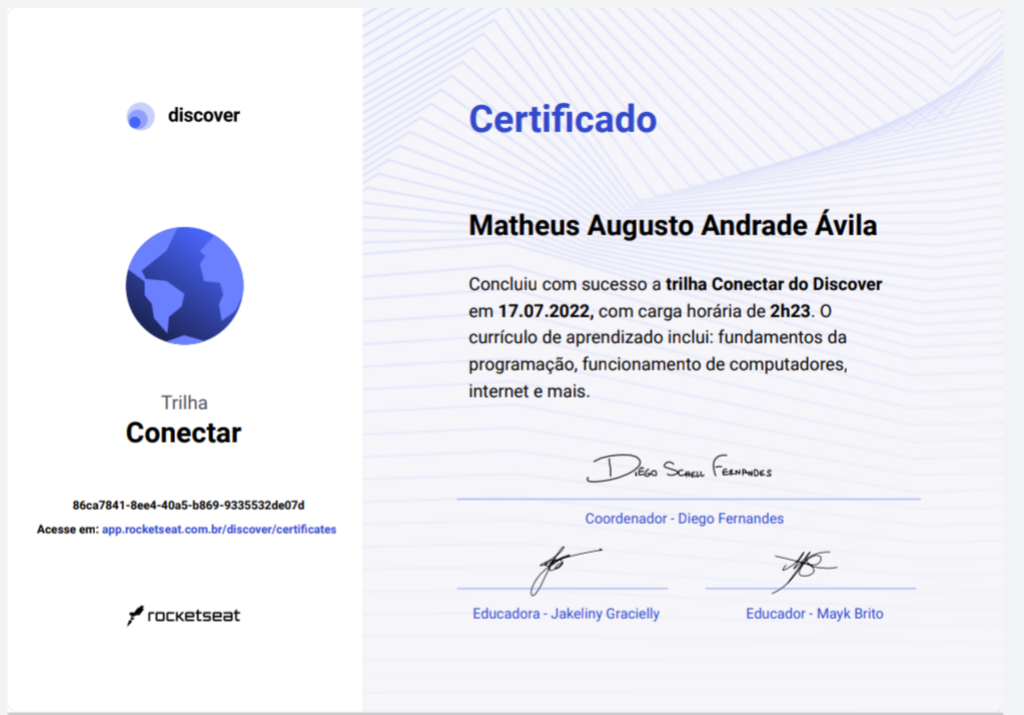 discover
Trilha
Conectar
86ca7841-8ee4-40a5-b869-9335532de07d
Acesse em: app.rocketseat.com.br/discover/certificates
rocketseat
Certificado
Matheus Augusto Andrade Ávila
Concluiu com sucesso a trilha Conectar do Discover
em 17.07.2022, com carga horária de 2h23. O
currículo de aprendizado inclui: fundamentos da
programação, funcionamento de computadores,
internet e mais.
Diego Schell Fernandes
Coordenador - Diego Fernandes
Educadora - Jakeliny Gracielly
Educador - Mayk Brito